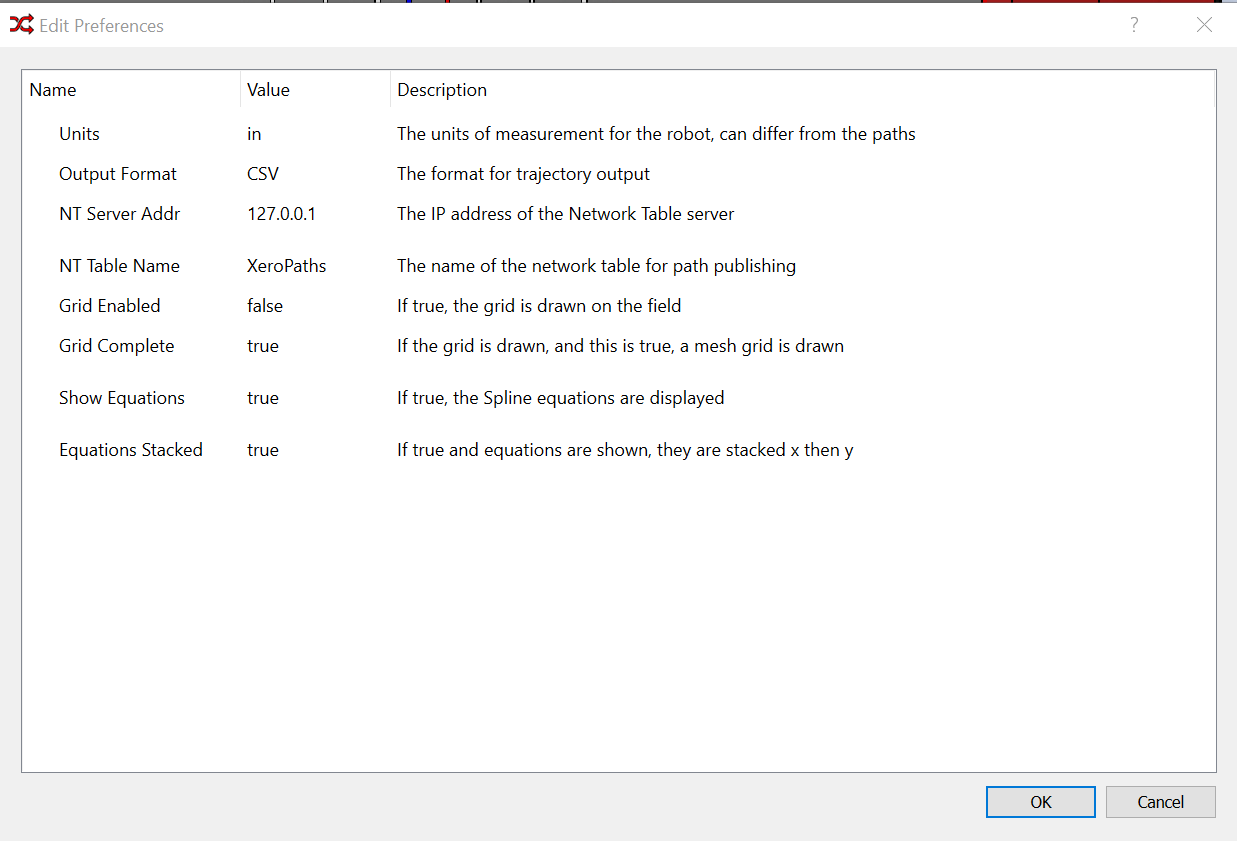 Edit Preferences ?
Name Value Description
Units in The units of measurement for the robot, can differ from the paths
Output Format CSV The format for trajectory output
NT Server Addr 127.0.0.1 The IP address of the Network Table server
NT Table Name XeroPaths The name of the network table for path publishing
Grid Enabled false If true, the grid is drawn on the field
Grid Complete true If the grid is drawn, and this is true, a mesh grid is drawn
Show Equations true If true, the Spline equations are displayed
Equations Stacked true If true and equations are shown, they are stacked x then y
OK Cancel